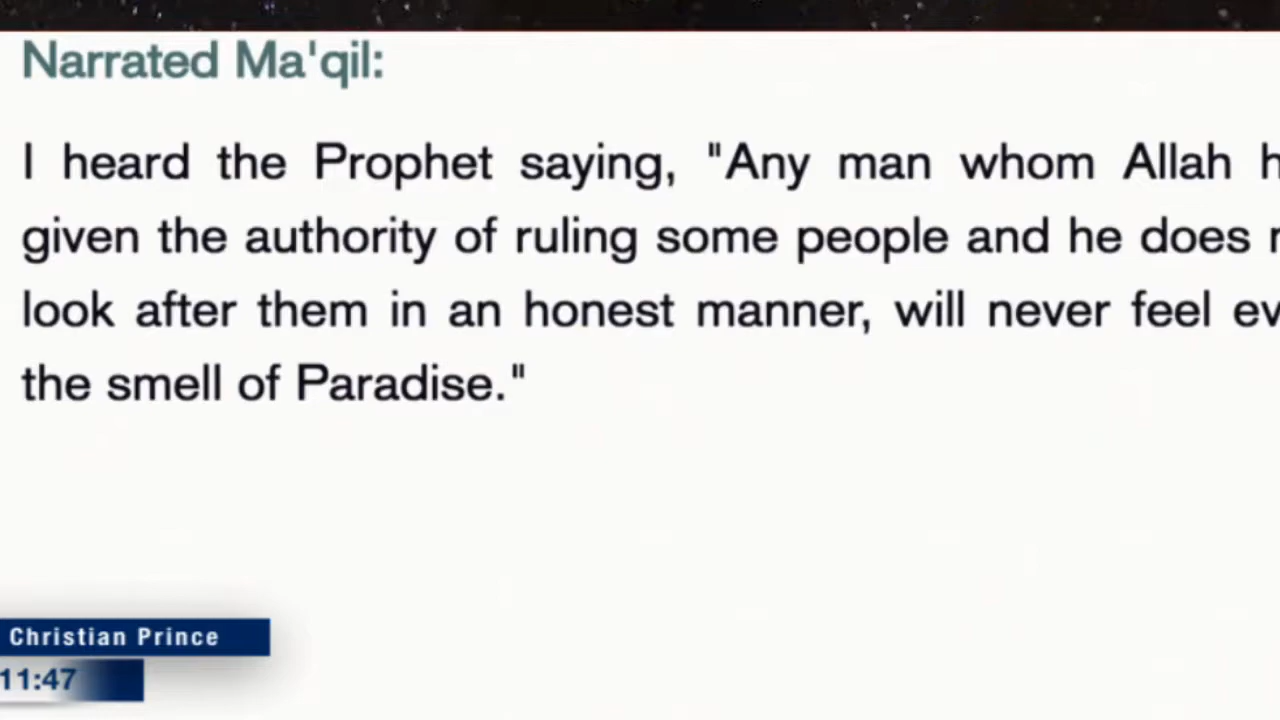 Narrated Ma'qil:
I heard the Prophet saying, "Any man whom Allah
given the authority of ruling some people and he does
look after them in an honest manner, will never feel
the smell of Paradise."
Christian Prince
11:47